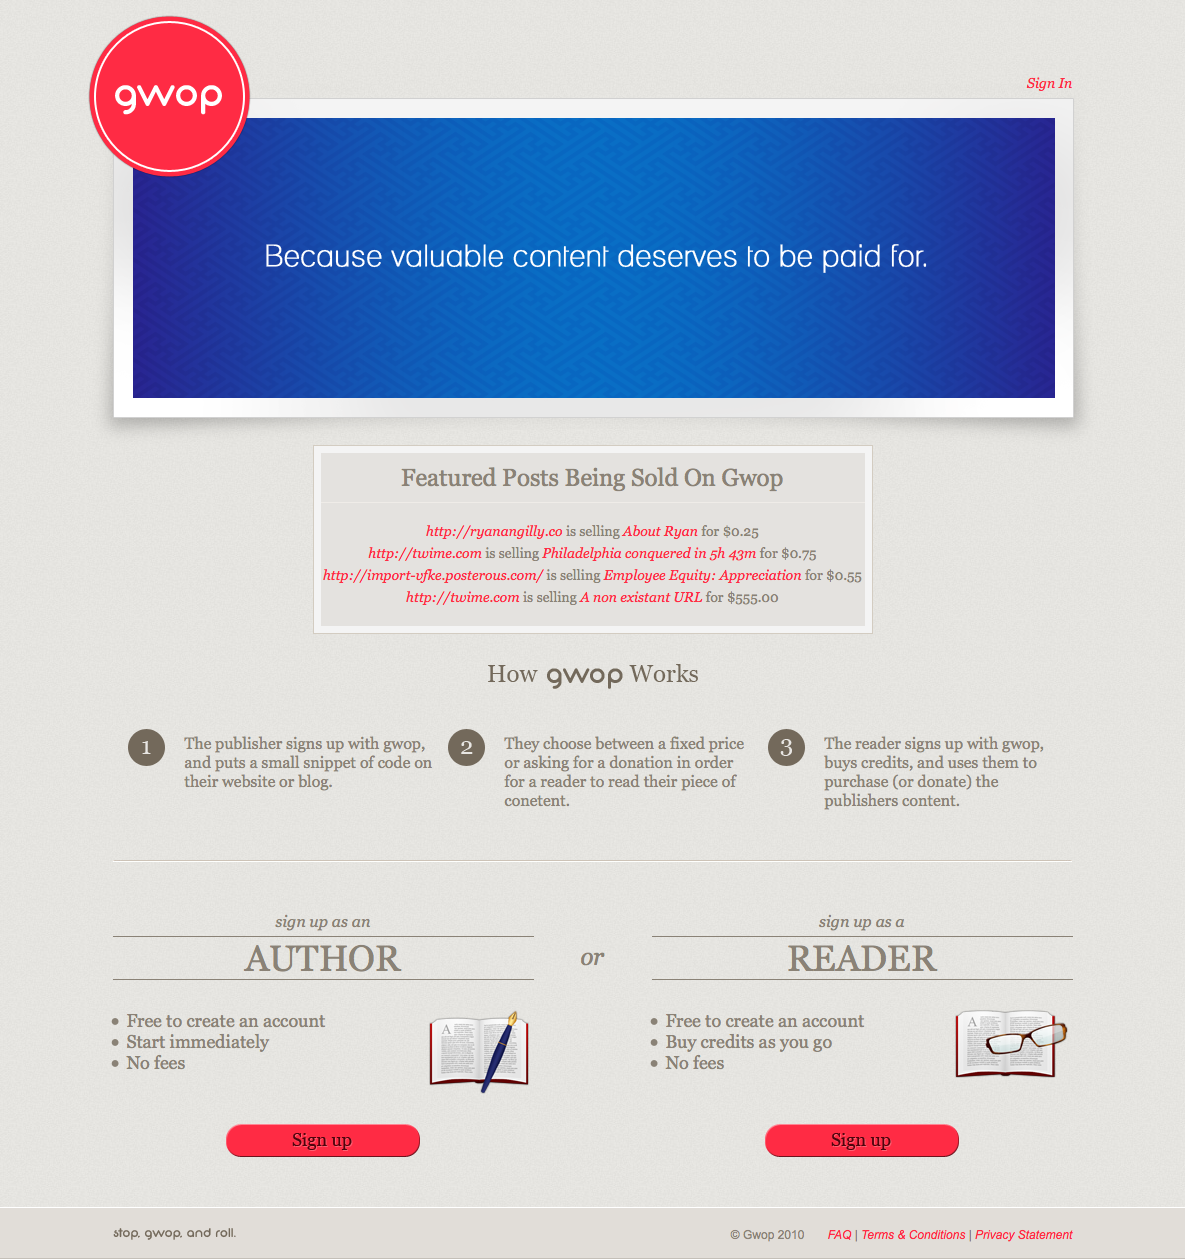 gwop
Sign In
Because valuable content deserves to be paid for.
Featured Posts Being Sold On Gwop
http://ryanangilly.co is selling About Ryan for $0.25
http://twime.com is selling Philadelphia conquered in 5h 43m for $0.75
http://import-vfke.posterous.com/ is selling Employee Equity: Appreciation for $0.55
http://twime.com is selling A non existant URL for $555.00
How gwop Works
1
The publisher signs up with gwop,
and puts a small snippet of code on
their website or blog.
2
They choose between a fixed price
or asking for a donation in order
for a reader to read their piece of
conetent.
3
The reader signs up with gwop,
buys credits, and uses them to
purchase (or donate) the
publishers content.
sign up as an
AUTHOR
• Free to create an account
• Start immediately
• No fees
A
Sign up
or
sign up as a
READER
• Free to create an account
• Buy credits as you go
• No fees
A
Sign up
stop, gwop, and roll.
© Gwop 2010 FAQ | Terms & Conditions | Privacy Statement